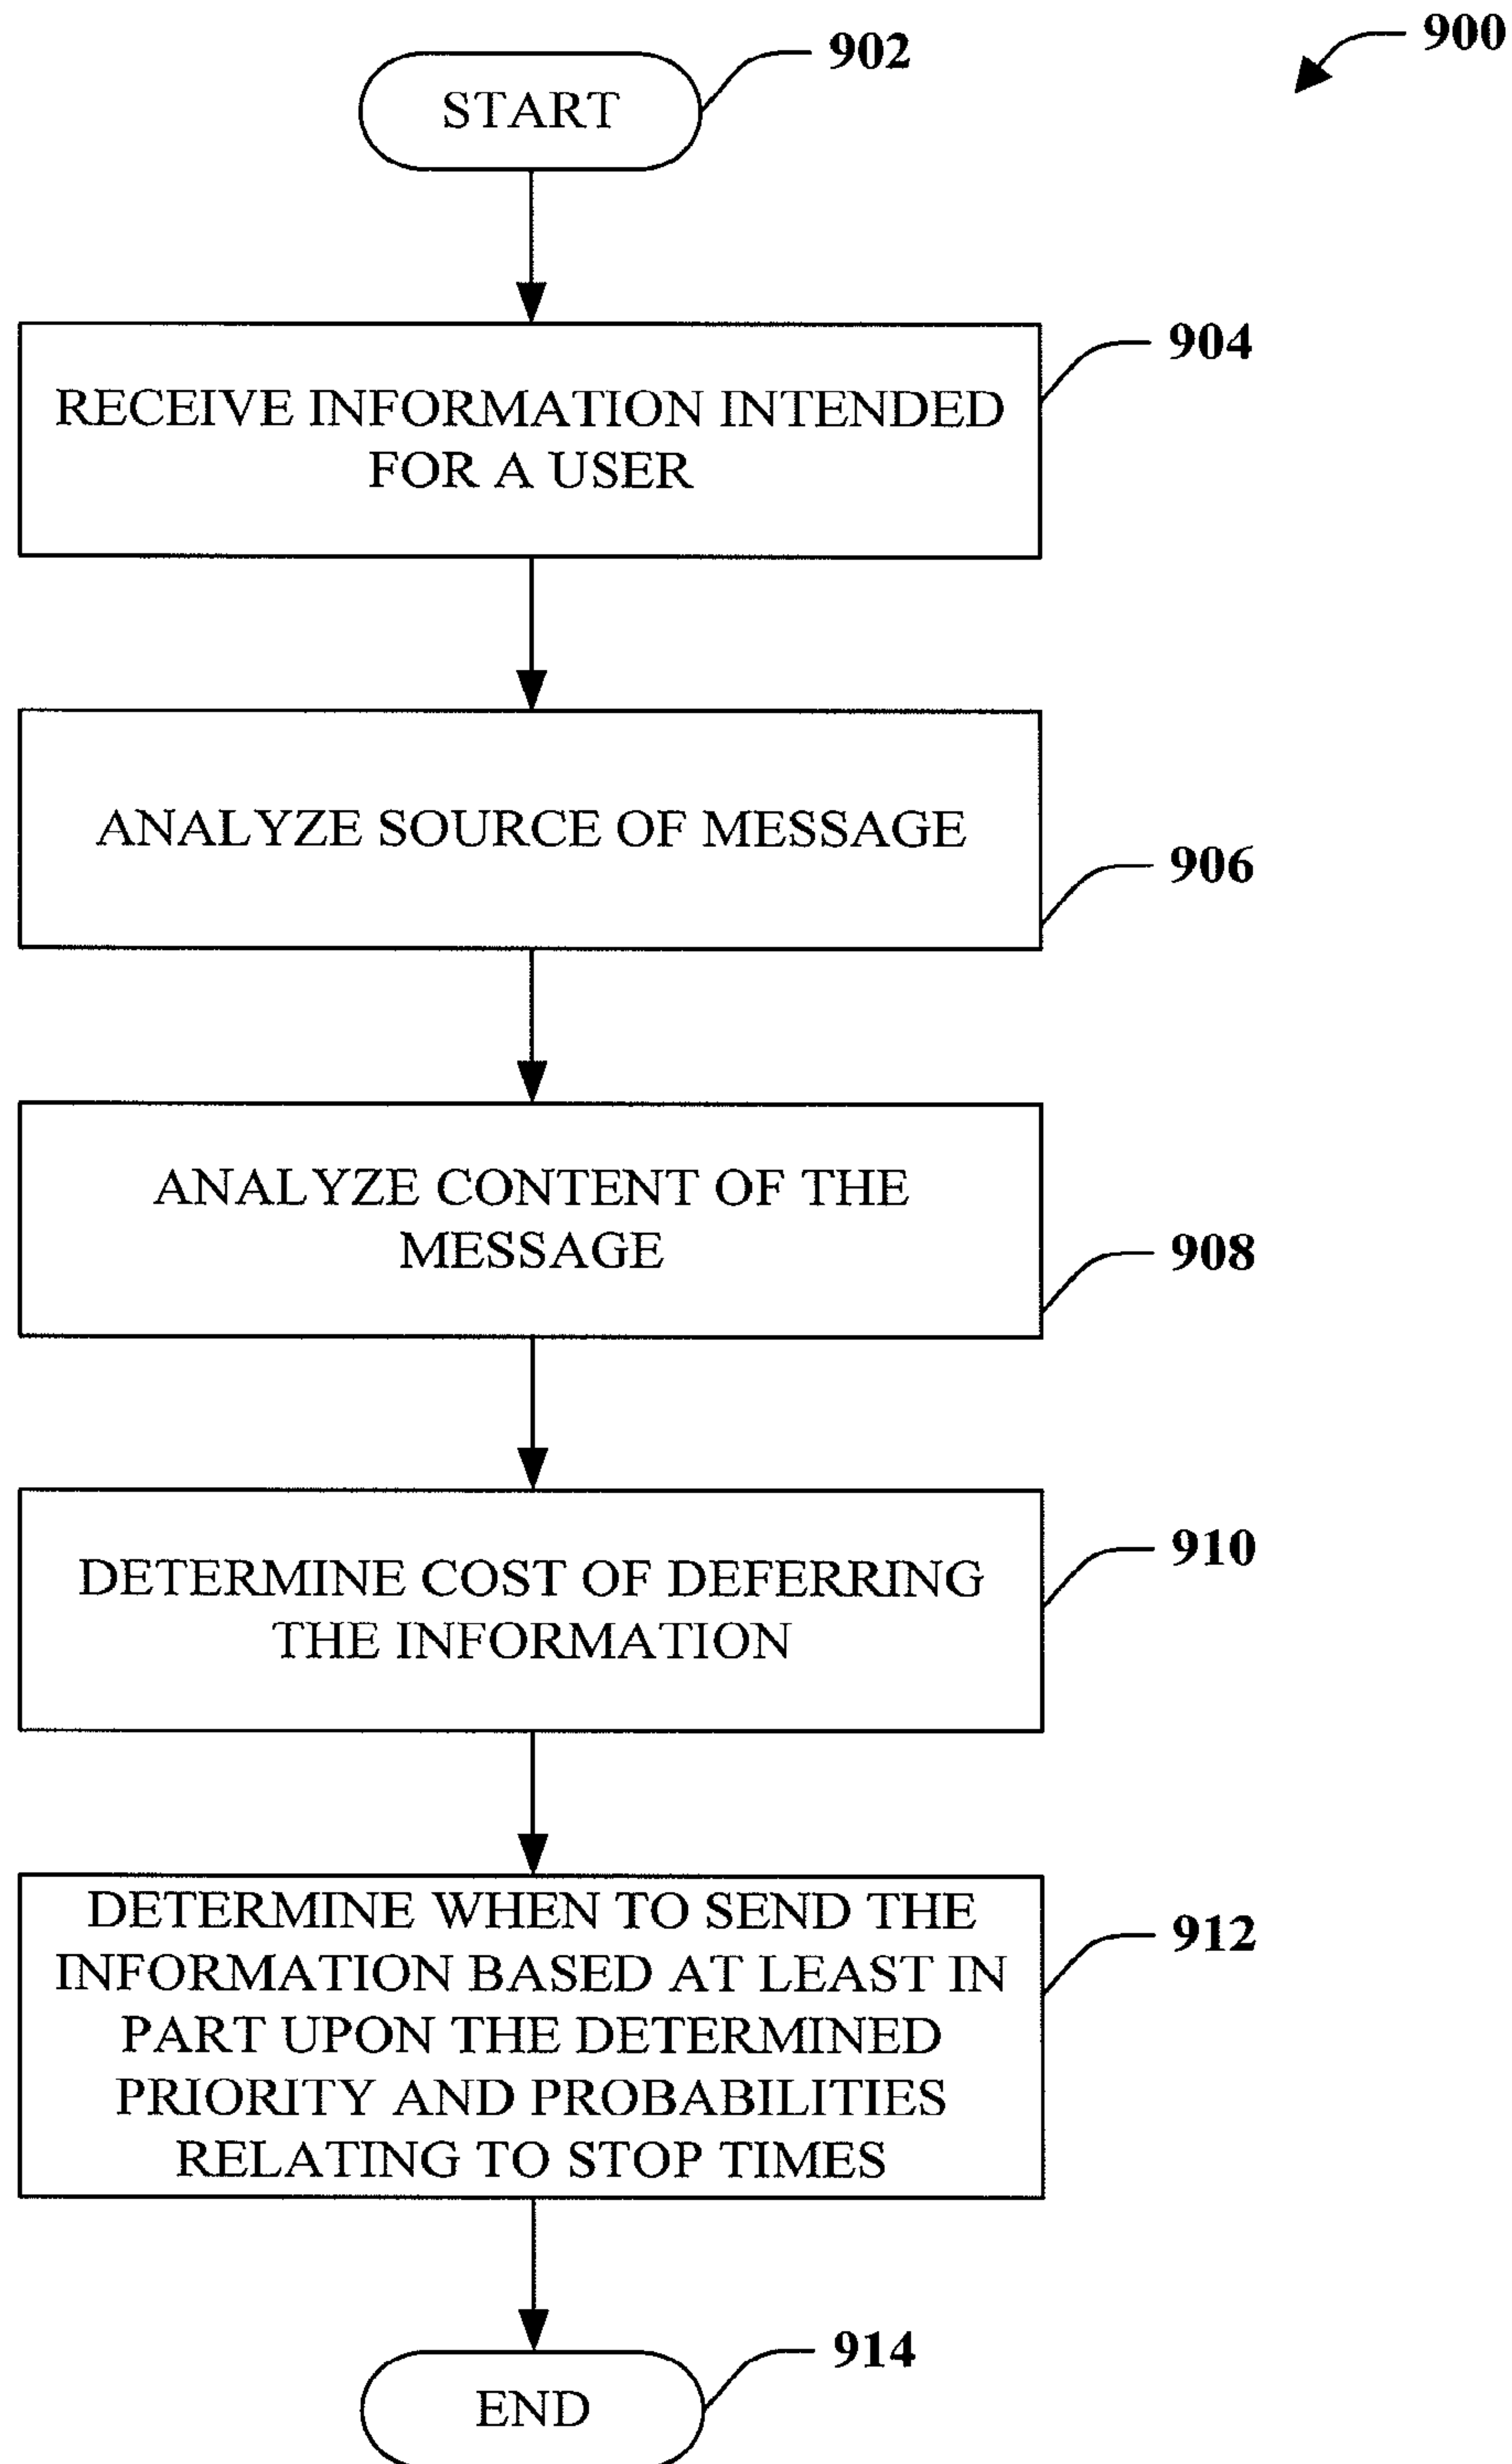 900
902
START
904
RECEIVE INFORMATION INTENDED
FOR A USER
ANALYZE SOURCE OF MESSAGE
906
ANALYZE CONTENT OF THE
MESSAGE
908
910
DETERMINE COST OF DEFERRING
THE INFORMATION
912
DETERMINE WHEN TO SEND THE
INFORMATION BASED AT LEAST IN
PART UPON THE DETERMINED
PRIORITY AND PROBABILITIES
RELATING TO STOP TIMES
914
END